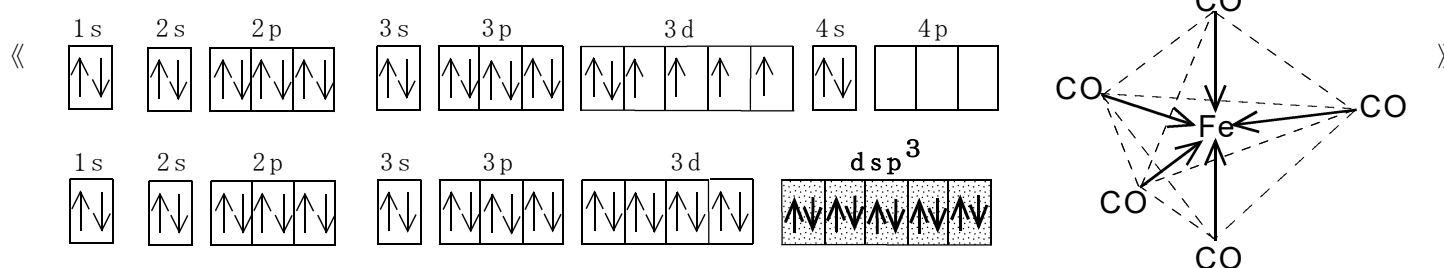 CO
《 1s 2s 2p 3s 3p 3d 4s 4p 》
CO
CO
Fe
1s 2s 2p 3s 3p 3d dsp³
CO
CO